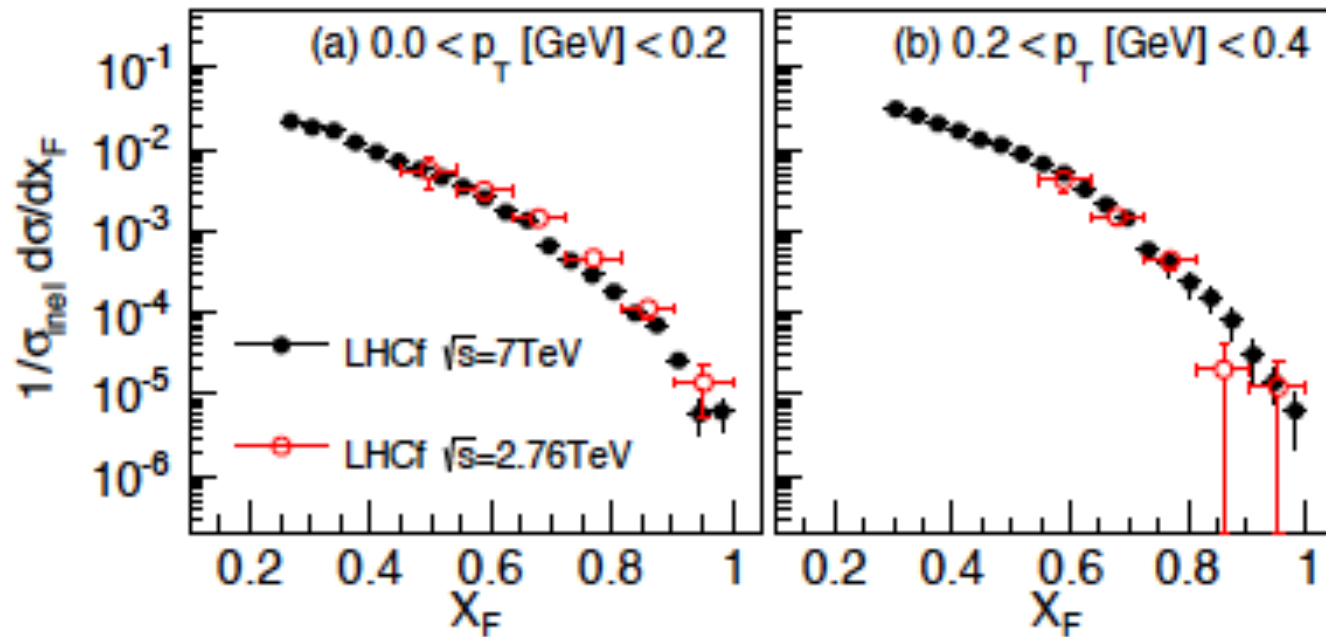 (a) 0.0 < p_T [GeV] < 0.2
(b) 0.2 < p_T [GeV] < 0.4
1/σ_inel dσ/dx_F
10^-1
10^-2
10^-3
10^-4
10^-5
10^-6
LHCf √s=7TeV
LHCf √s=2.76TeV
0.2 0.4 0.6 0.8 1
0.2 0.4 0.6 0.8 1
X_F
X_F